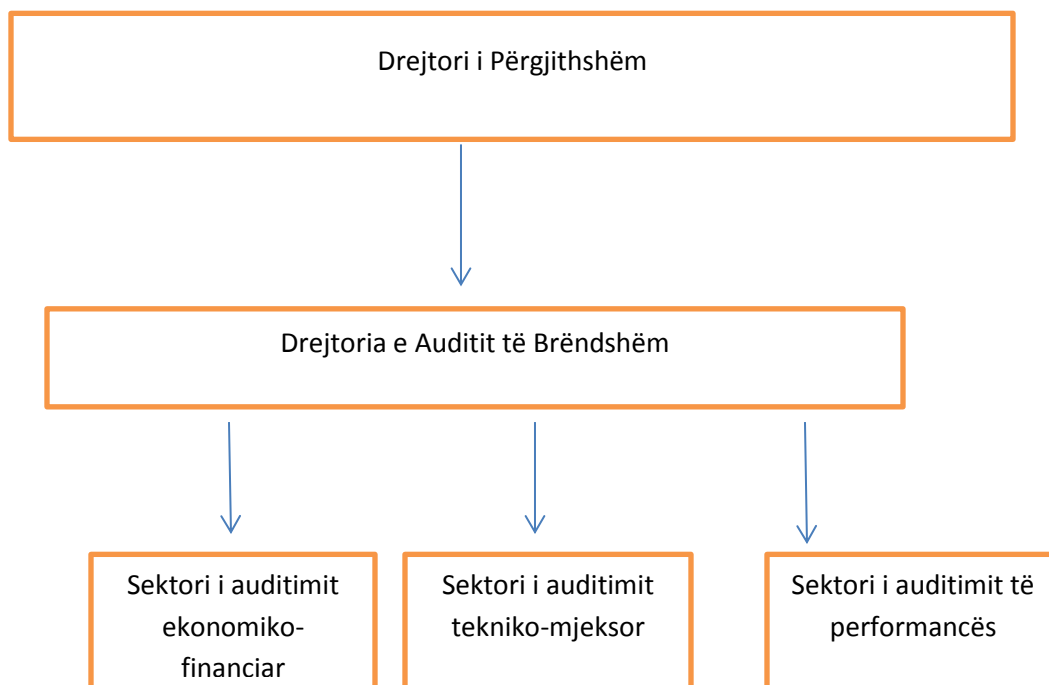 Drejtori i Përgjithshëm
Drejtoria e Auditit të Brëndshëm
Sektori i auditimit
ekonomiko-
financiar
Sektori i auditimit
tekniko-mjeksor
Sektori i auditimit të
performancës